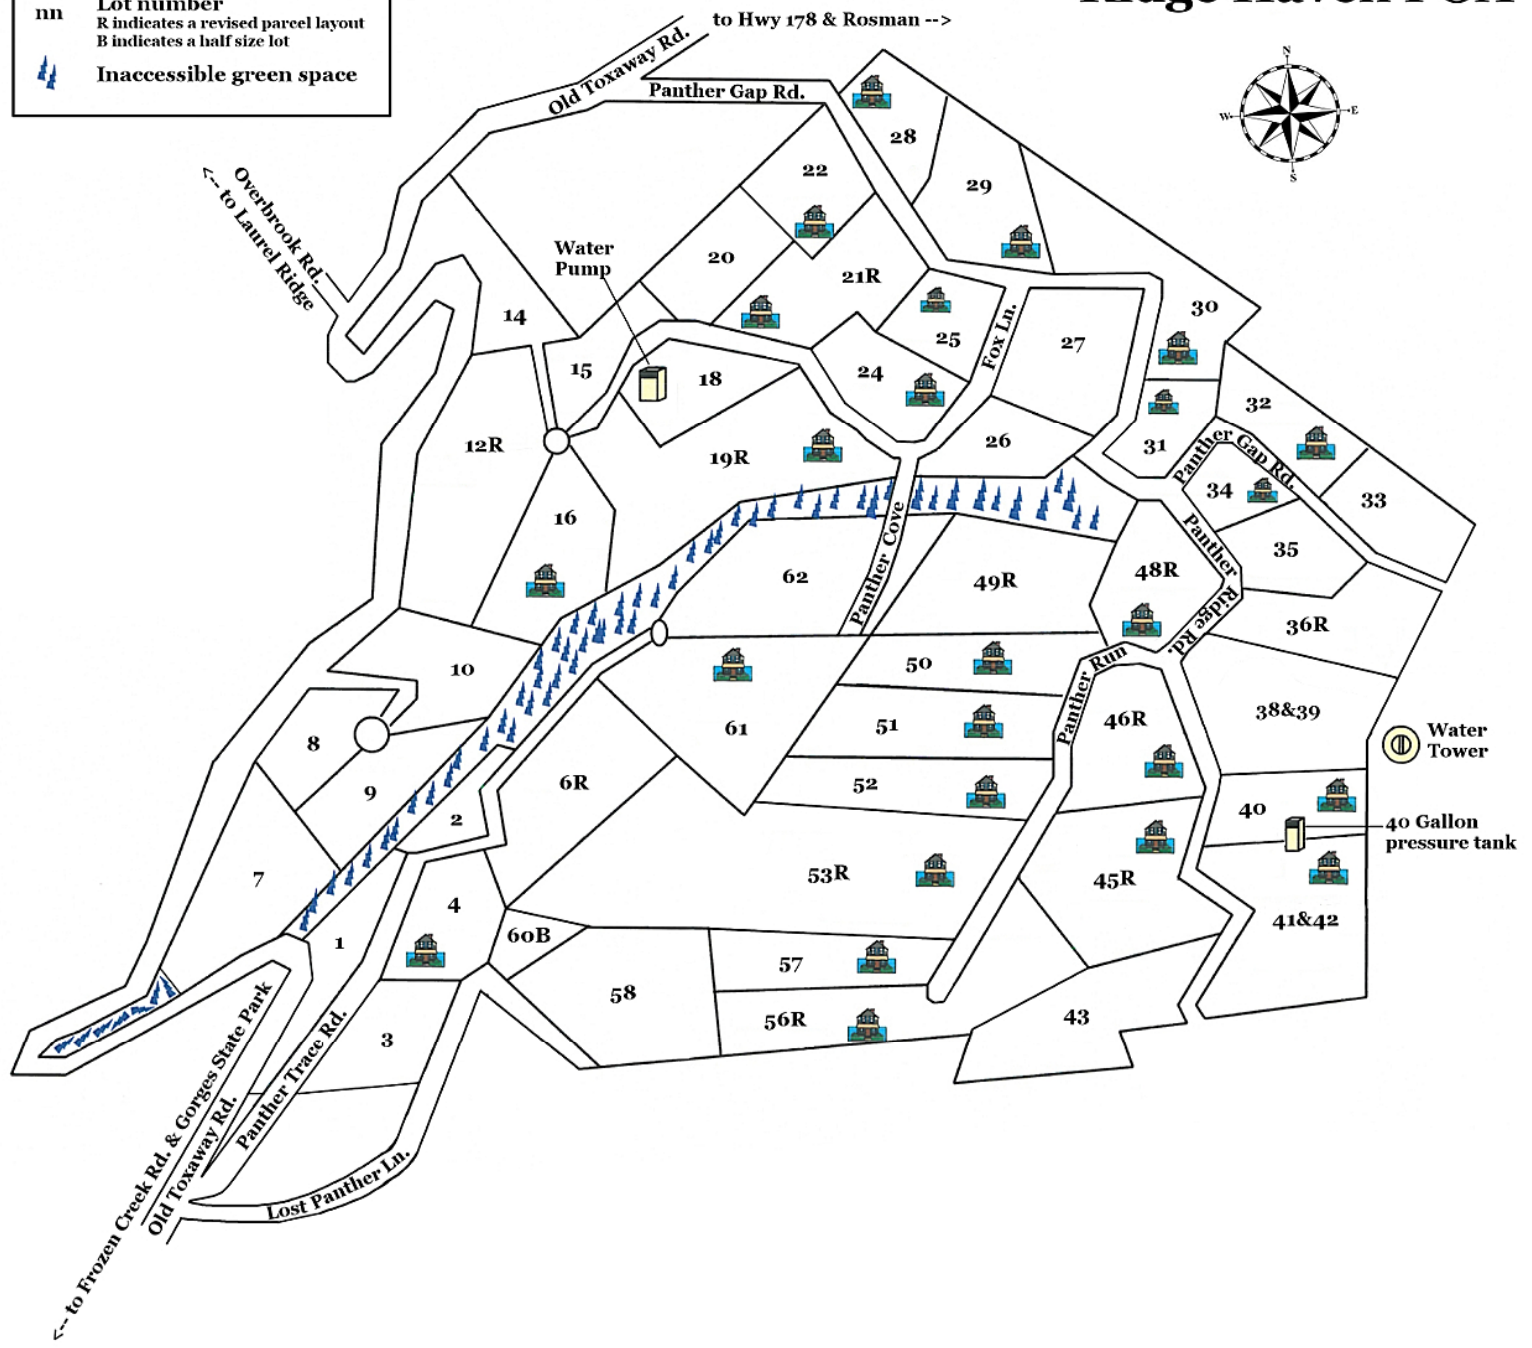 nn
Lot number
R indicates a revised parcel layout
B indicates a half size lot
Inaccessible green space
to Hwy 178 & Rosman -->
Old Toxaway Rd.
Panther Gap Rd.
N
W
E
S
<-- to Laurel Ridge
Overbrook Rd.
Water
Pump
28
22
29
20
21R
14
25
Fox Ln.
27
30
15
18
24
31
32
12R
19R
26
Panther Gap Rd.
34
33
16
Panther Cove
Panther
Ridge Rd.
35
62
49R
48R
36R
10
50
Panther Run
61
51
46R
38&39
Water
Tower
8
9
6R
52
40
40 Gallon
pressure tank
2
7
53R
45R
4
60B
41&42
1
57
58
56R
43
3
Panther Trace Rd.
<-- to Frozen Creek Rd. & Gorges State Park
Old Toxaway Rd.
Lost Panther Ln.